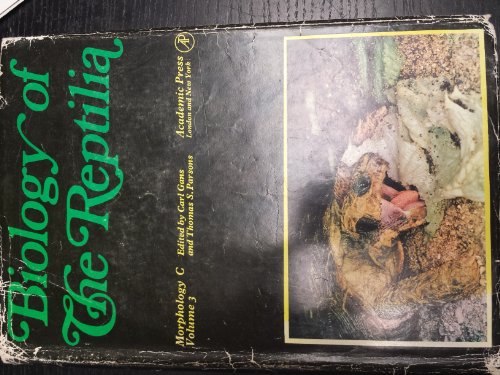 Biology of
The Reptilia
Morphology C
Volume 3
Edited by Carl Gans
and Thomas S. Parsons
AP
Academic Press
London and New York